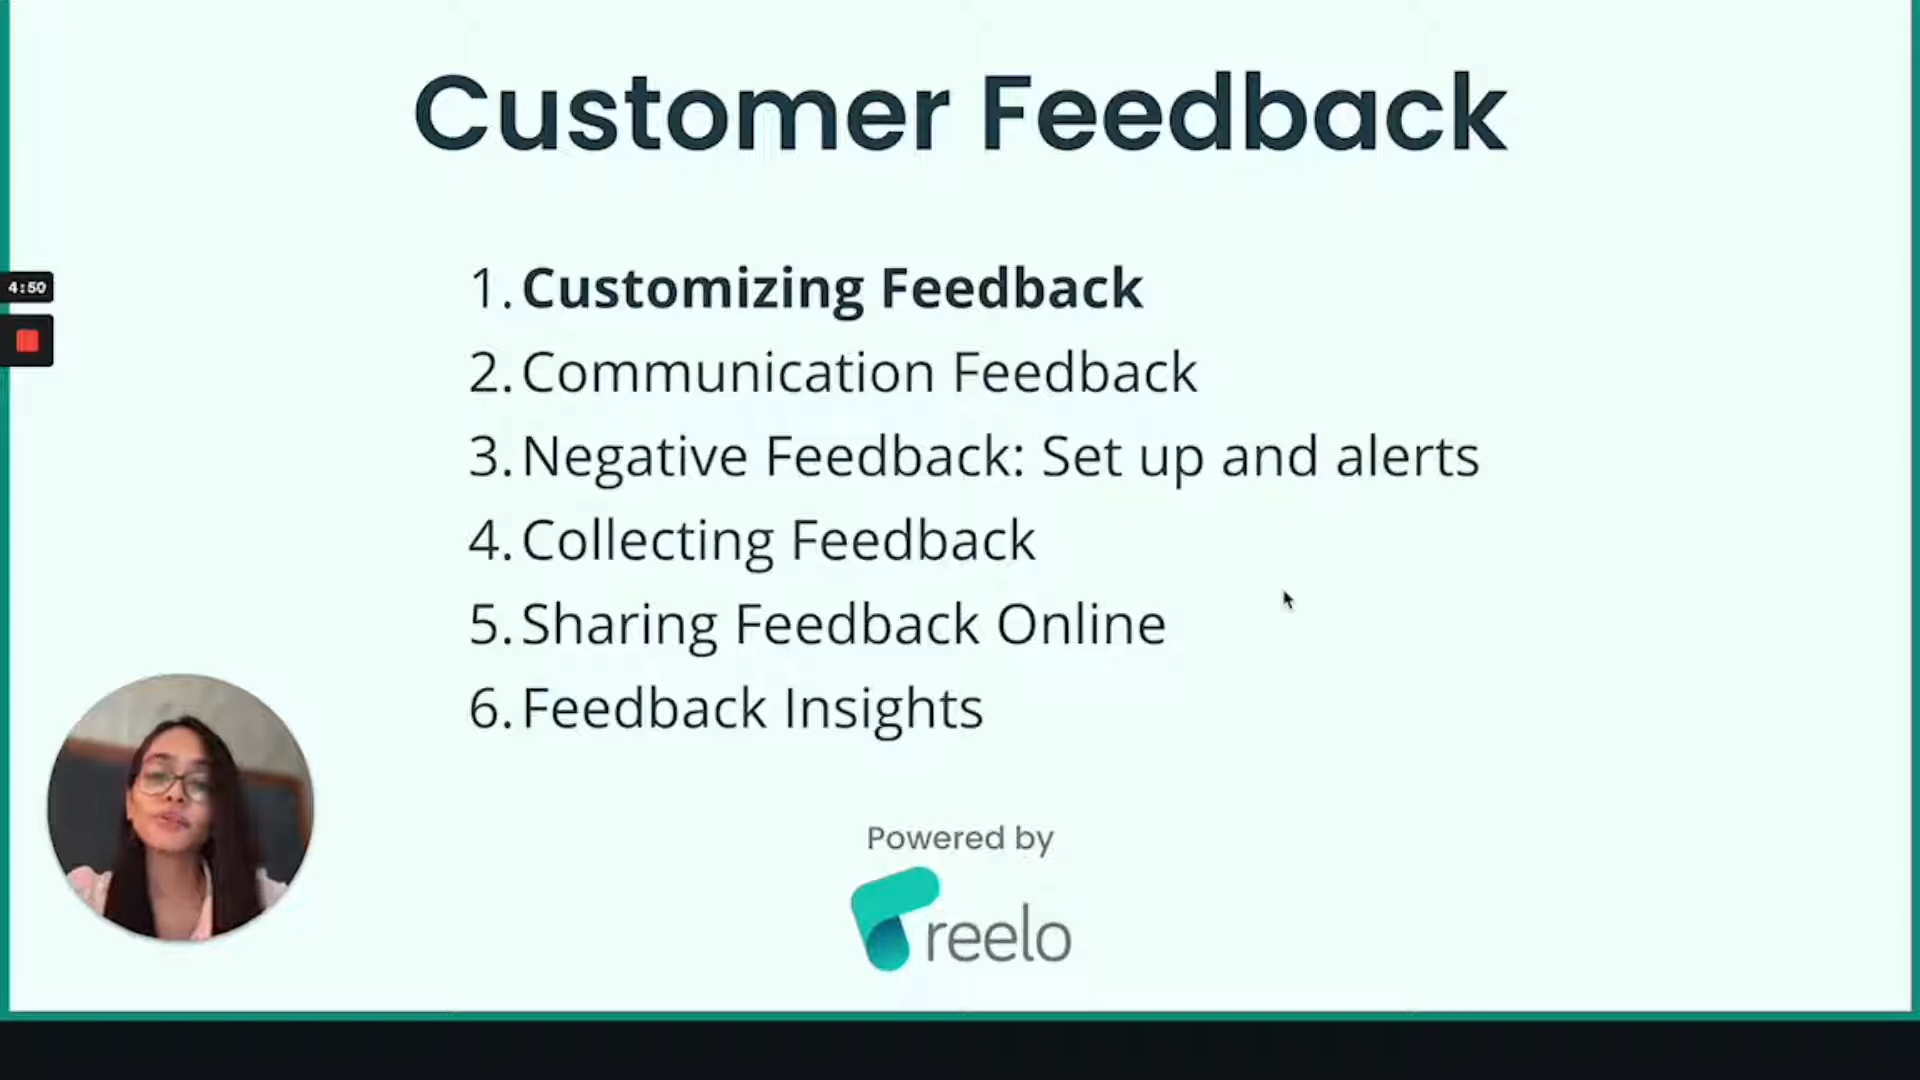 Customer Feedback
4:50
1. Customizing Feedback
2. Communication Feedback
3. Negative Feedback: Set up and alerts
4. Collecting Feedback
5. Sharing Feedback Online
6. Feedback Insights
Powered by
reelo